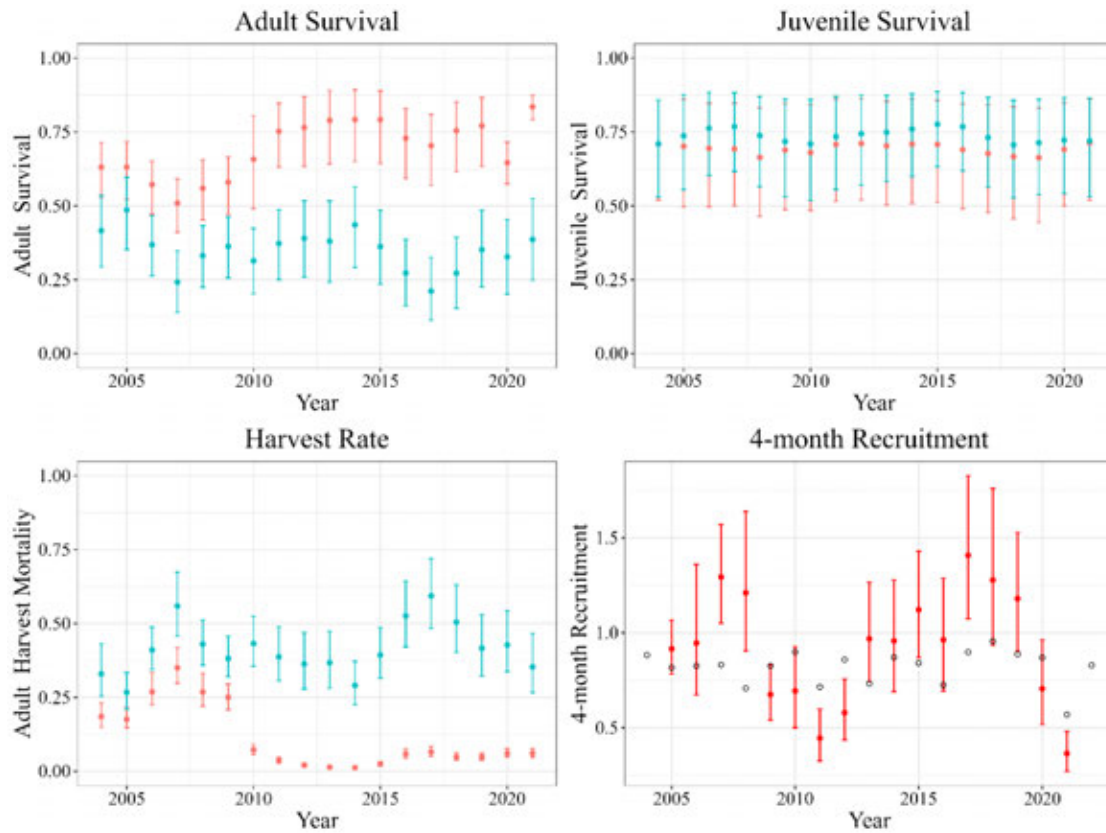 Adult Survival
Adult Survival
1.00
0.75
0.50
0.25
0.00
2005 2010 2015 2020
Year
Juvenile Survival
Juvenile Survival
1.00
0.75
0.50
0.25
0.00
2005 2010 2015 2020
Year
Harvest Rate
Adult Harvest Mortality
1.00
0.75
0.50
0.25
0.00
2005 2010 2015 2020
Year
4-month Recruitment
4-month Recruitment
1.5
1.0
0.5
2005 2010 2015 2020
Year